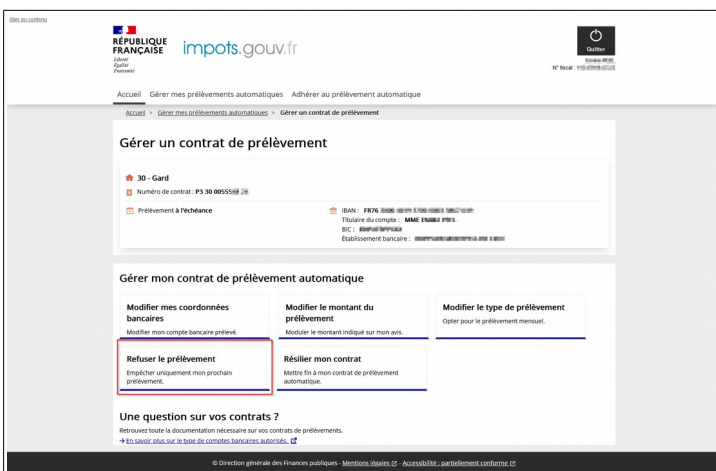 Aller au contenu
RÉPUBLIQUE
FRANÇAISE
Liberté
Égalité
Fraternité
impots.gouv.fr
Quitter
N° fiscal :
Accueil Gérer mes prélèvements automatiques Adhérer au prélèvement automatique
Accueil > Gérer mes prélèvements automatiques > Gérer un contrat de prélèvement
Gérer un contrat de prélèvement
30 - Gard
Numéro de contrat : P3 30 00555
Prélèvement à l'échéance
IBAN : FR76
Titulaire du compte : MME
BIC :
Établissement bancaire :
Gérer mon contrat de prélèvement automatique
Modifier mes coordonnées
bancaires
Modifier mon compte bancaire prélevé.
Modifier le montant du
prélèvement
Moduler le montant indiqué sur mon avis.
Modifier le type de prélèvement
Opter pour le prélèvement mensuel.
Refuser le prélèvement
Empêcher uniquement mon prochain
prélèvement.
Résilier mon contrat
Mettre fin à mon contrat de prélèvement
automatique.
Une question sur vos contrats ?
Retrouvez toute la documentation nécessaire sur vos contrats de prélèvements.
→ En savoir plus sur le type de comptes bancaires autorisés.
© Direction générale des Finances publiques - Mentions légales - Accessibilité : partiellement conforme